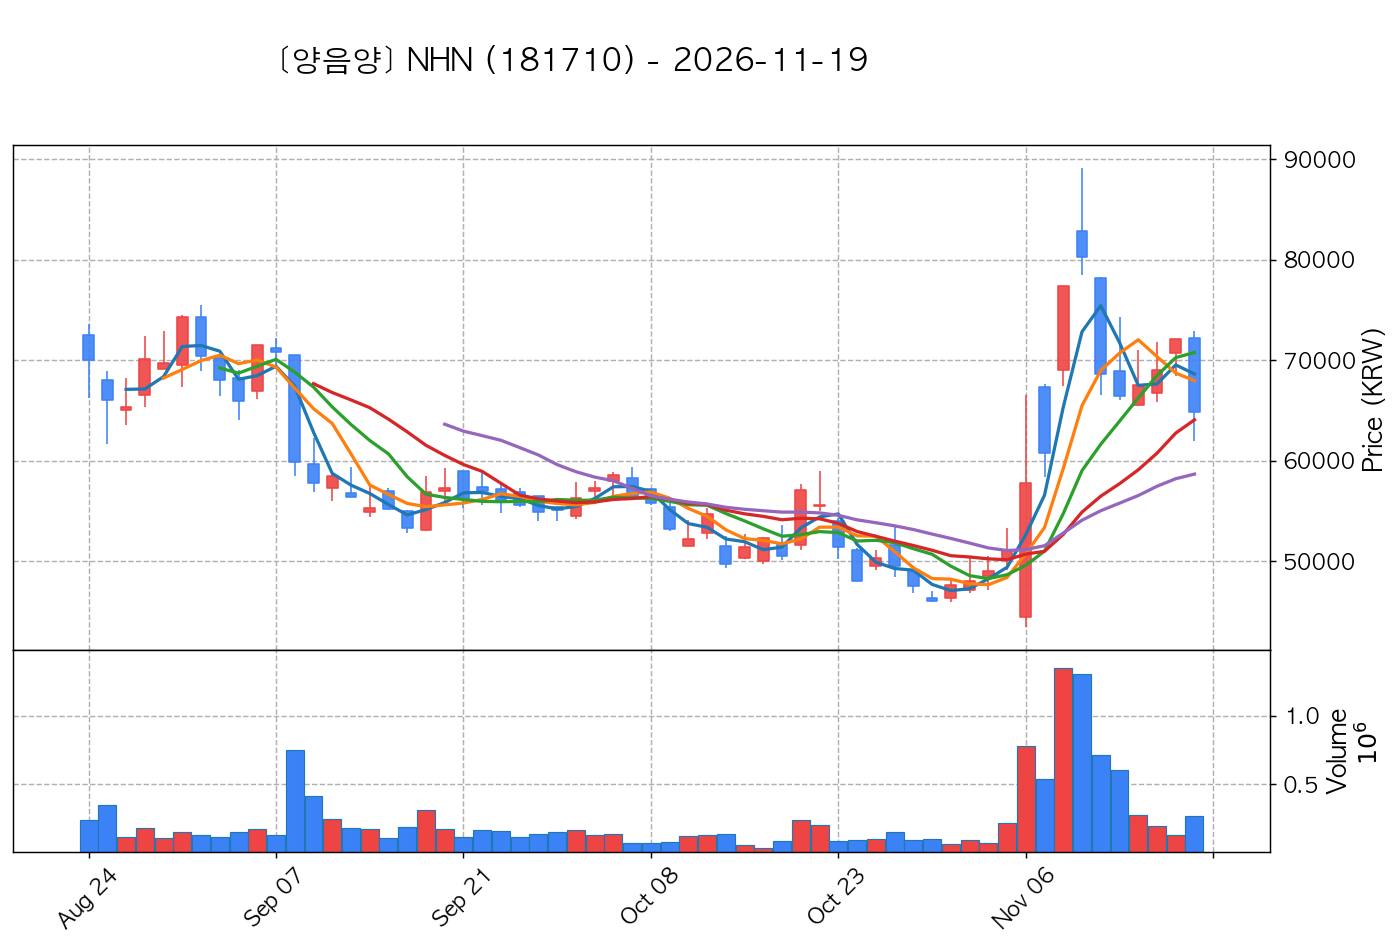 [양음양] NHN (181710) - 2026-11-19
90000
80000
70000
60000
50000
Price (KRW)
1.0
0.5
Volume
10⁶
Aug 24
Sep 07
Sep 21
Oct 08
Oct 23
Nov 06